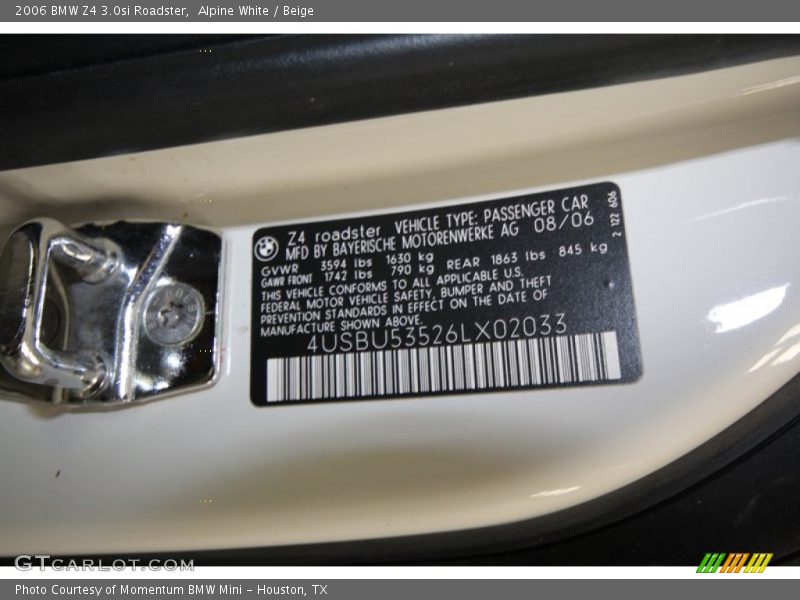 2006 BMW Z4 3.0si Roadster,  Alpine White / Beige
Z4 roadster  VEHICLE TYPE: PASSENGER CAR
MFD BY BAYERISCHE MOTORENWERKE AG  08/06
GVWR  3594 lbs  1630 kg
GAWR FRONT  1742 lbs  790 kg  REAR  1863 lbs  845 kg
THIS VEHICLE CONFORMS TO ALL APPLICABLE U.S.
FEDERAL MOTOR VEHICLE SAFETY, BUMPER AND THEFT
PREVENTION STANDARDS IN EFFECT ON THE DATE OF
MANUFACTURE SHOWN ABOVE.
4USBU53526LX02033
2 122 606
GTCARLOT.COM
Photo Courtesy of Momentum BMW Mini - Houston, TX